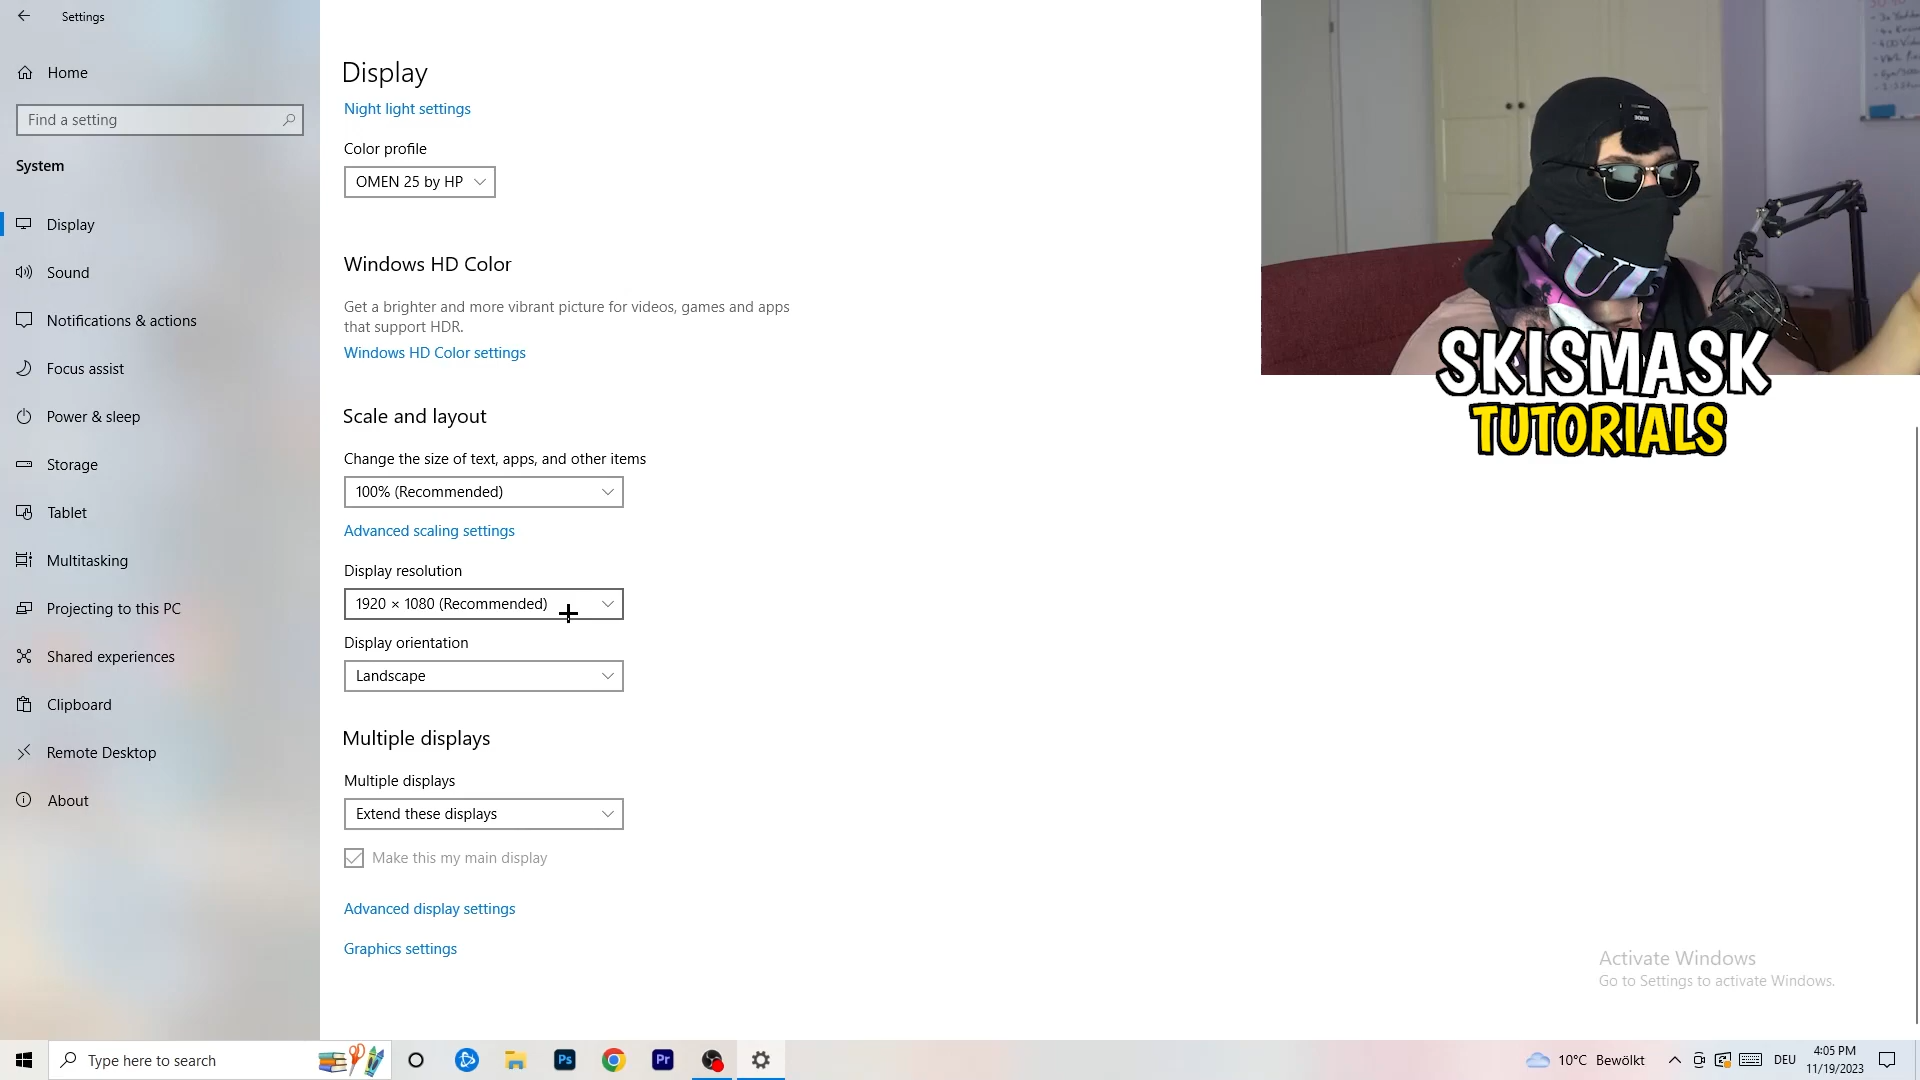 Settings
Home
Find a setting
System
Display
Sound
Notifications & actions
Focus assist
Power & sleep
Storage
Tablet
Multitasking
Projecting to this PC
Shared experiences
Clipboard
Remote Desktop
About
Display
Night light settings
Color profile
OMEN 25 by HP
Windows HD Color
Get a brighter and more vibrant picture for videos, games and apps
that support HDR.
Windows HD Color settings
Scale and layout
Change the size of text, apps, and other items
100% (Recommended)
Advanced scaling settings
Display resolution
1920 × 1080 (Recommended)
Display orientation
Landscape
Multiple displays
Multiple displays
Extend these displays
Make this my main display
Advanced display settings
Graphics settings
SKISMASK
TUTORIALS
Activate Windows
Go to Settings to activate Windows.
Type here to search
Ps
Pr
10°C Bewölkt
DEU
4:05 PM
11/19/2023